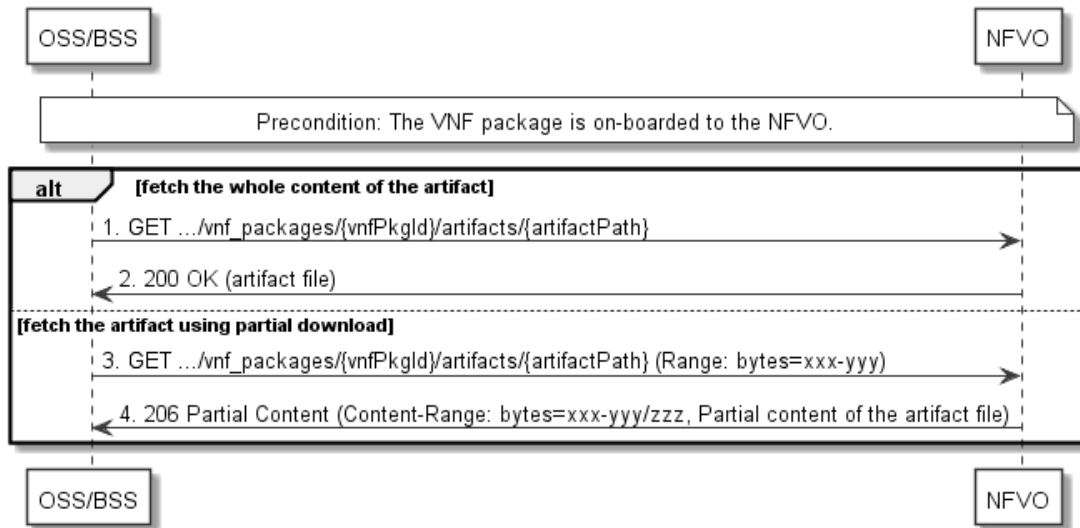 OSS/BSS
NFVO
Precondition: The VNF package is on-boarded to the NFVO.
alt
[fetch the whole content of the artifact]
1. GET .../vnf_packages/{vnfPkgId}/artifacts/{artifactPath}
2. 200 OK (artifact file)
[fetch the artifact using partial download]
3. GET .../vnf_packages/{vnfPkgId}/artifacts/{artifactPath} (Range: bytes=xxx-yyy)
4. 206 Partial Content (Content-Range: bytes=xxx-yyy/zzz, Partial content of the artifact file)
OSS/BSS
NFVO